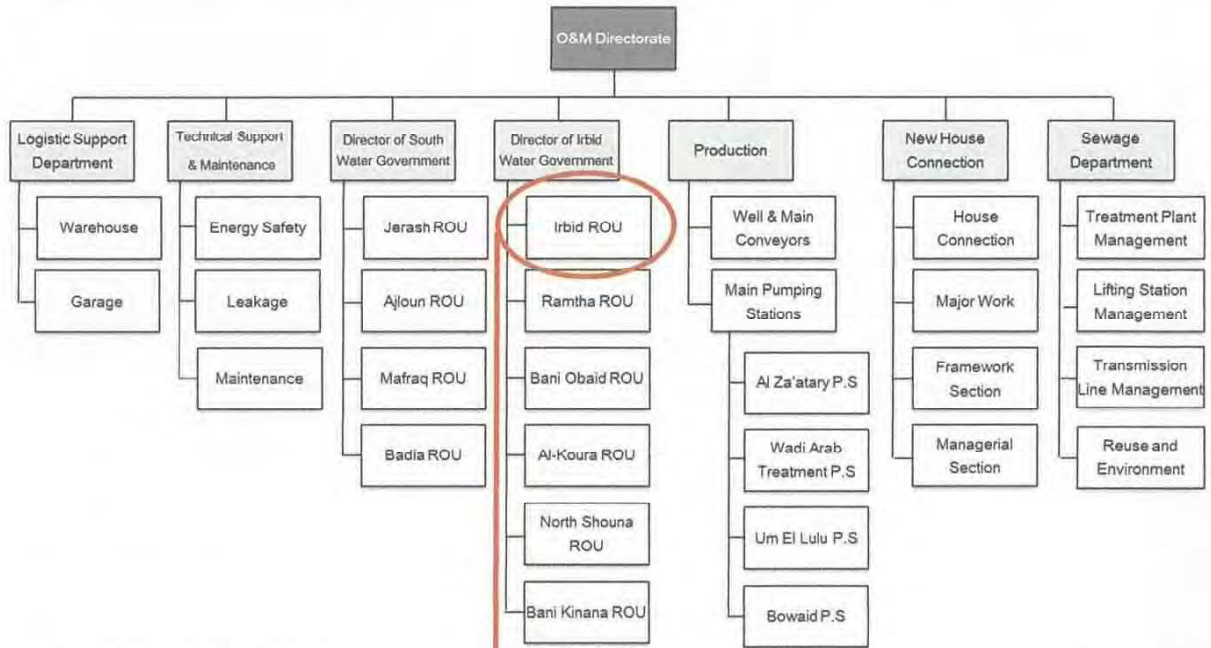 O&M Directorate
Logistic Support
Department
Technical Support
& Maintenance
Director of South
Water Government
Director of Irbid
Water Government
Production
New House
Connection
Sewage
Department
Warehouse
Garage
Energy Safety
Leakage
Maintenance
Jerash ROU
Ajloun ROU
Mafraq ROU
Badia ROU
Irbid ROU
Ramtha ROU
Bani Obaid ROU
Al-Koura ROU
North Shouna
ROU
Bani Kinana ROU
Well & Main
Conveyors
Main Pumping
Stations
Al Za'atary P.S
Wadi Arab
Treatment P.S
Um El Lulu P.S
Bowaid P.S
House
Connection
Major Work
Framework
Section
Managerial
Section
Treatment Plant
Management
Lifting Station
Management
Transmission
Line Management
Reuse and
Environment